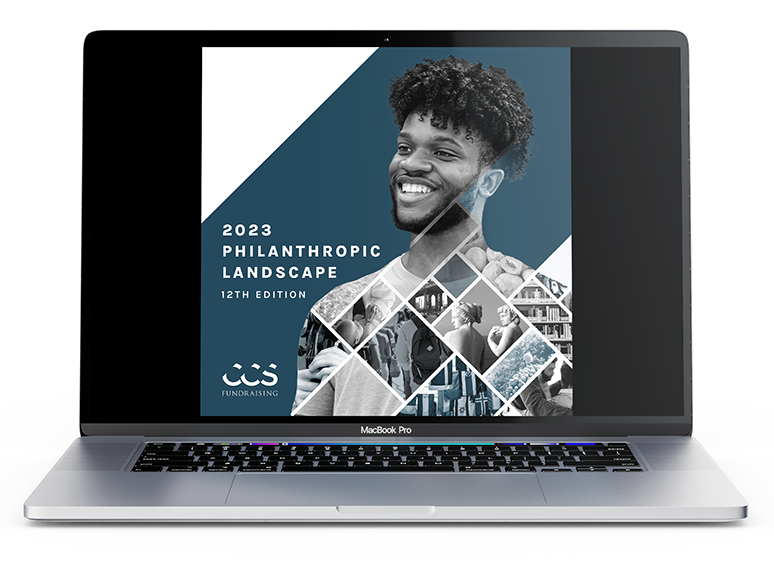 2023
PHILANTHROPIC
LANDSCAPE
12TH EDITION
CCS
FUNDRAISING
MacBook Pro